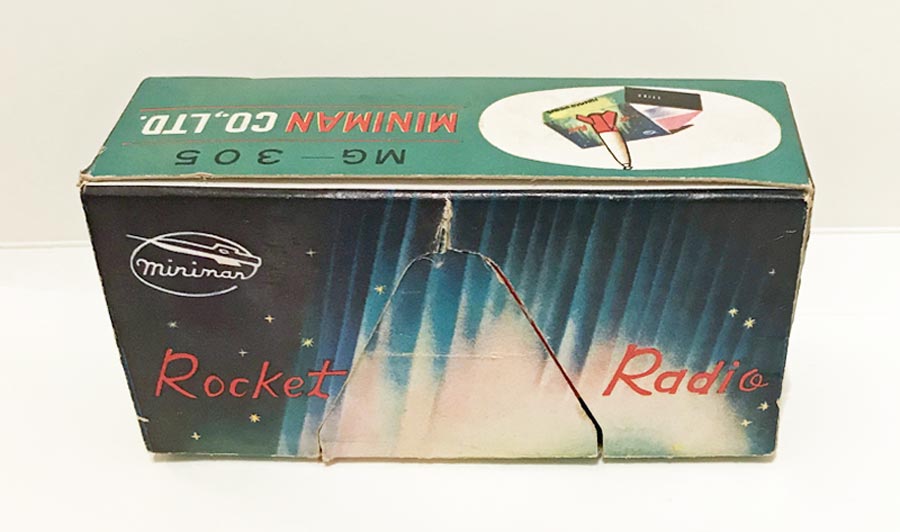 MINIMAN CO.,LTD.
MG-305
miniman
Rocket Radio